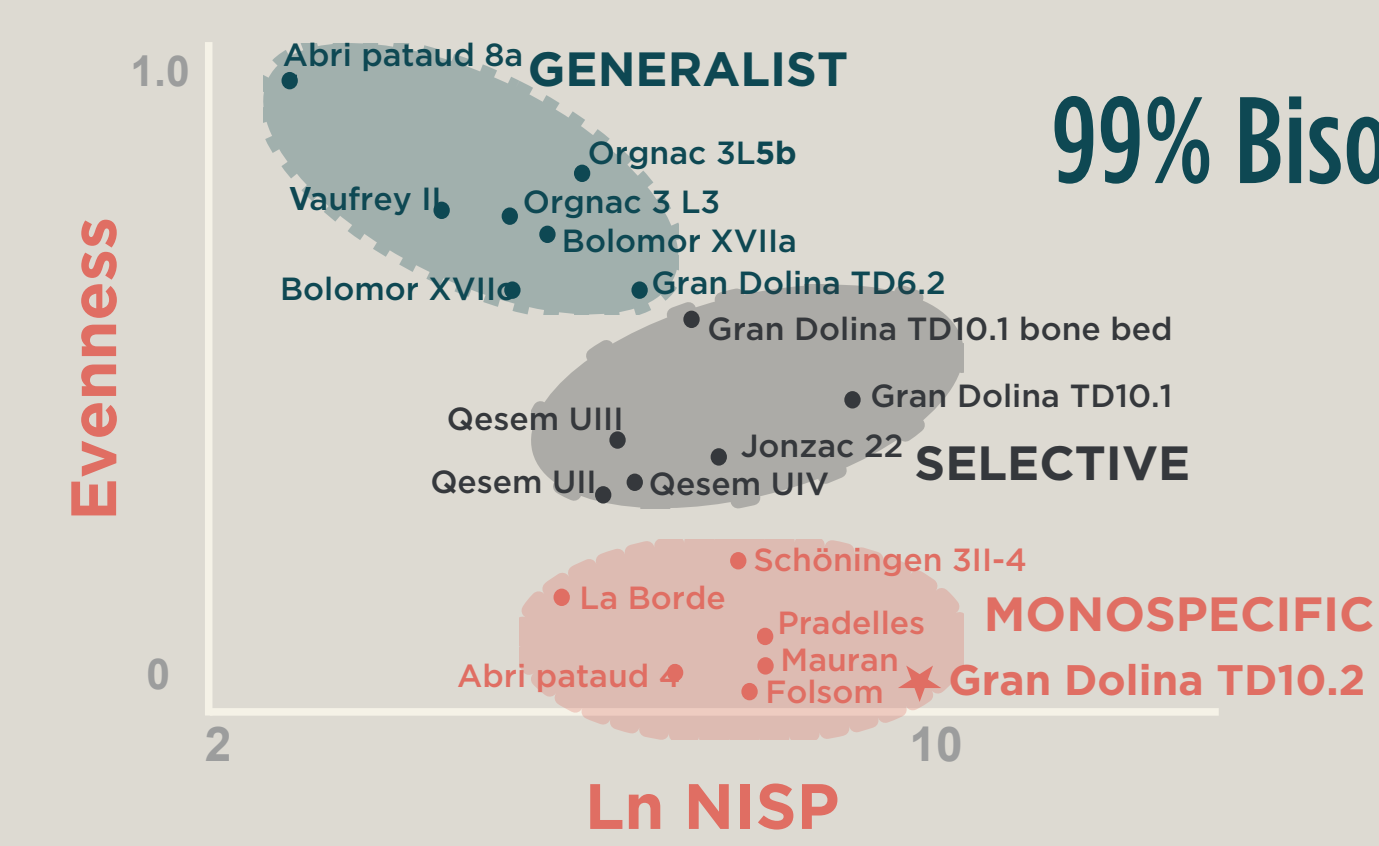 Abri pataud 8a
GENERALIST
1.0
99% Biso
Orgnac 3L5b
Vaufrey II
Orgnac 3 L3
Bolomor XVIIa
Bolomor XVIIc
Gran Dolina TD6.2
Gran Dolina TD10.1 bone bed
Evenness
Gran Dolina TD10.1
Qesem UIII
Jonzac 22
SELECTIVE
Qesem UII
Qesem UIV
Schöningen 3II-4
La Borde
MONOSPECIFIC
Pradelles
Mauran
0
Abri pataud 4
Gran Dolina TD10.2
Folsom
2
10
Ln NISP